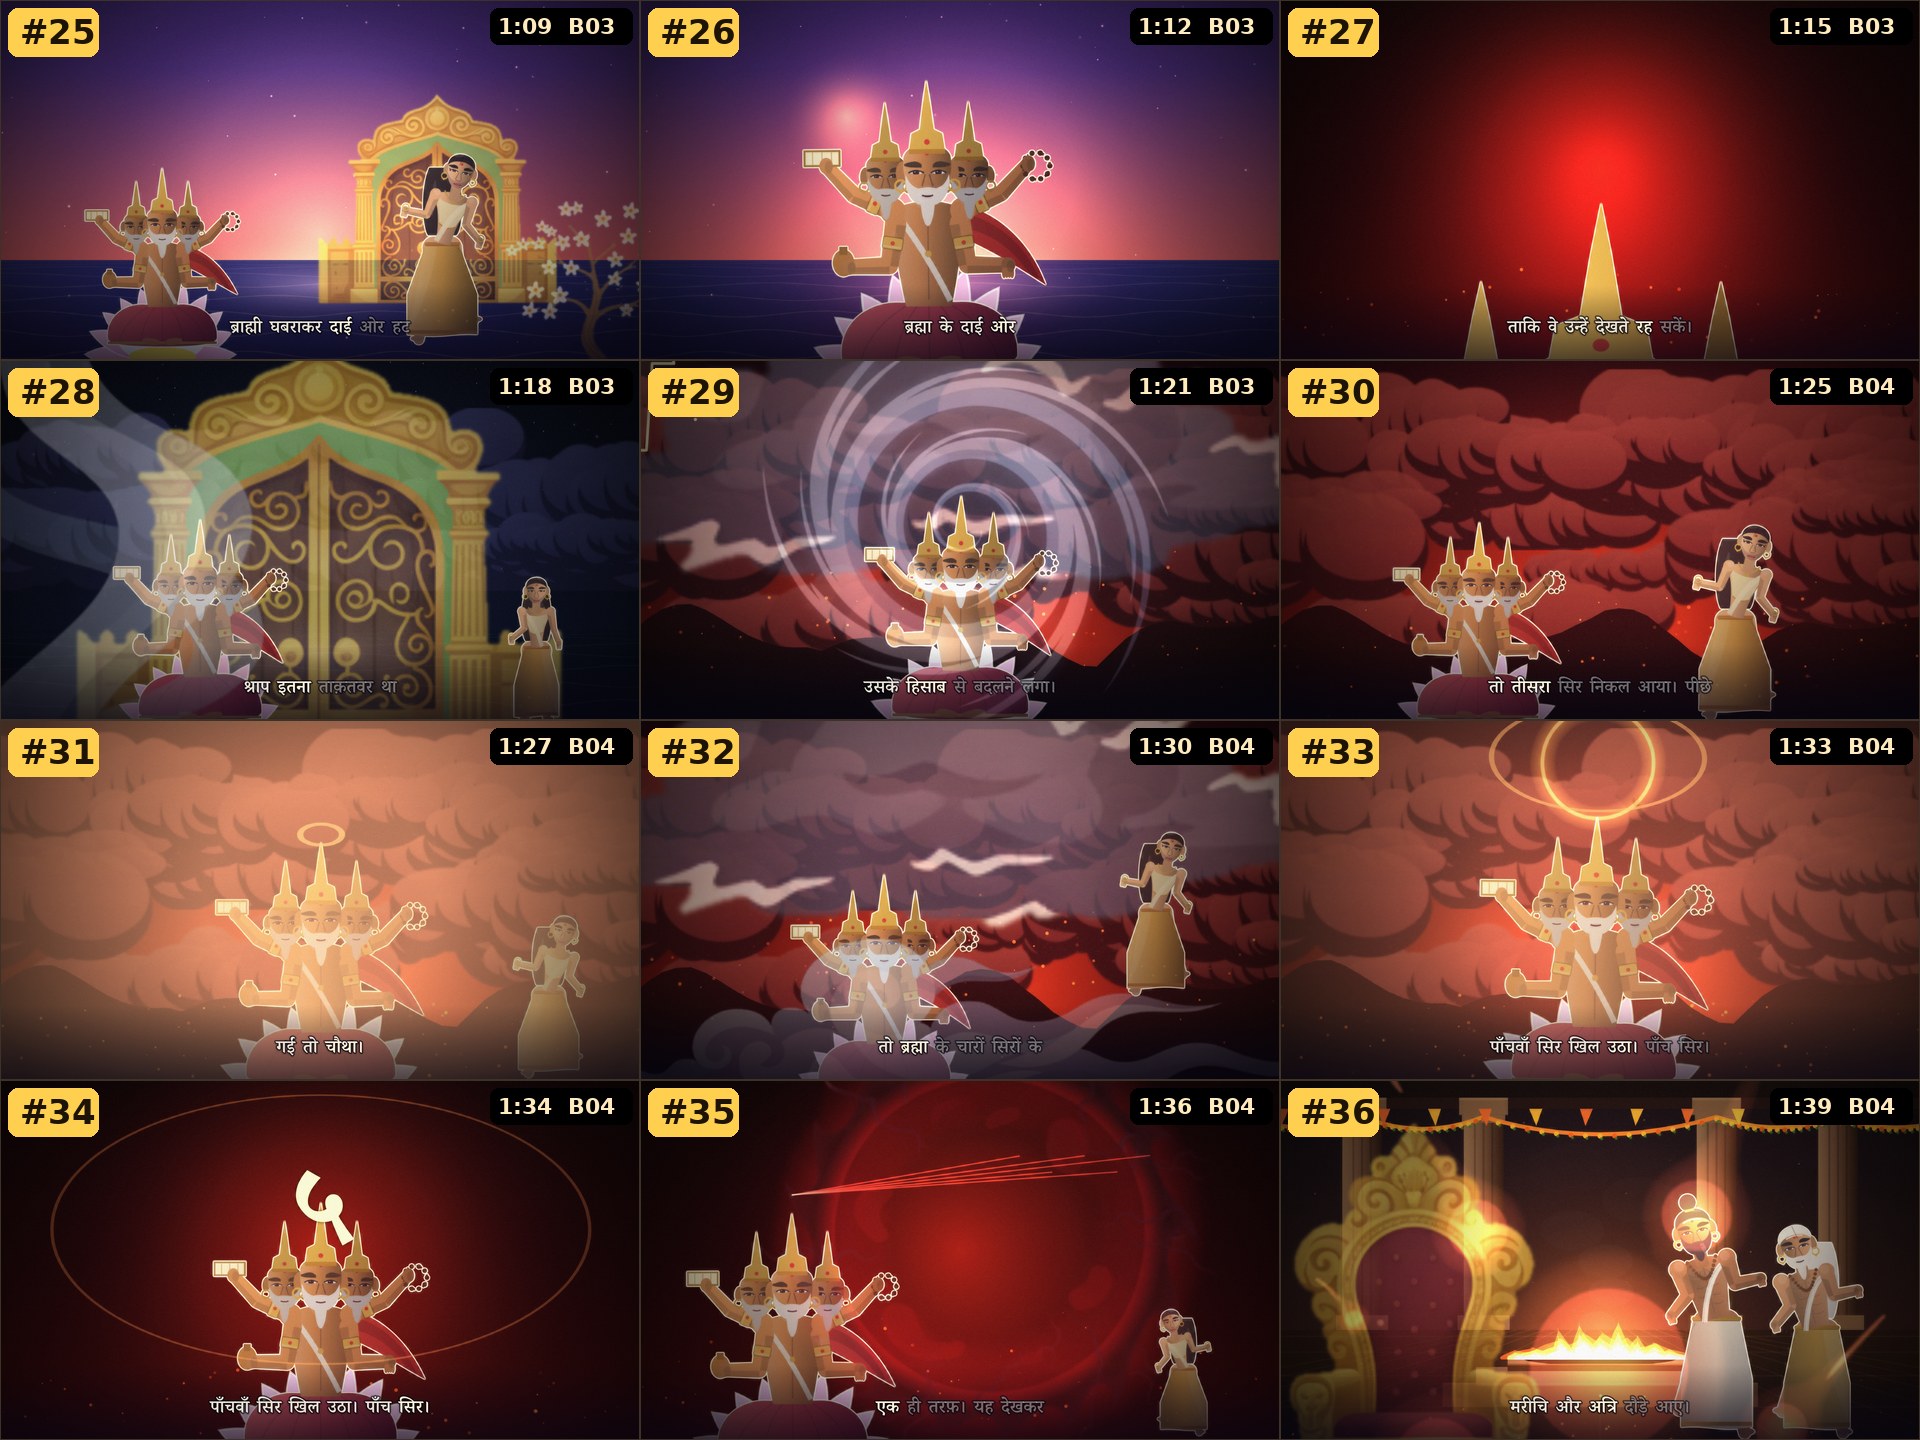 #25
1:09 B03
ब्राह्मी घबराकर दाईं ओर हट
#26
1:12 B03
ब्रह्मा के दाईं ओर
#27
1:15 B03
ताकि वे उन्हें देखते रह सकें।
#28
1:18 B03
श्राप इतना ताक़तवर था
#29
1:21 B03
उसके हिसाब से बदलने लगा।
#30
1:25 B04
तो तीसरा सिर निकल आया। पीछे
#31
1:27 B04
गई तो चौथा।
#32
1:30 B04
तो ब्रह्मा के चारों सिरों के
#33
1:33 B04
पाँचवाँ सिर खिल उठा। पाँच सिर।
#34
1:34 B04
पाँचवाँ सिर खिल उठा। पाँच सिर।
#35
1:36 B04
एक ही तरफ़। यह देखकर
#36
1:39 B04
मरीचि और अत्रि दौड़े आए।